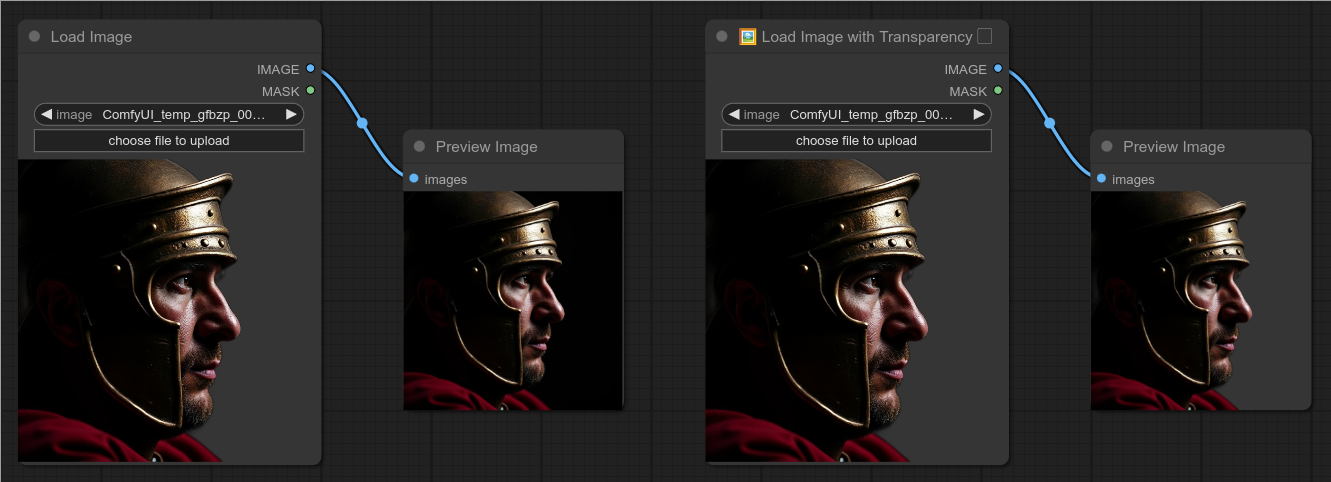 Load Image
IMAGE
MASK
image ComfyUI_temp_gfbzp_00…
choose file to upload
Preview Image
images
Load Image with Transparency
IMAGE
MASK
image ComfyUI_temp_gfbzp_00…
choose file to upload
Preview Image
images